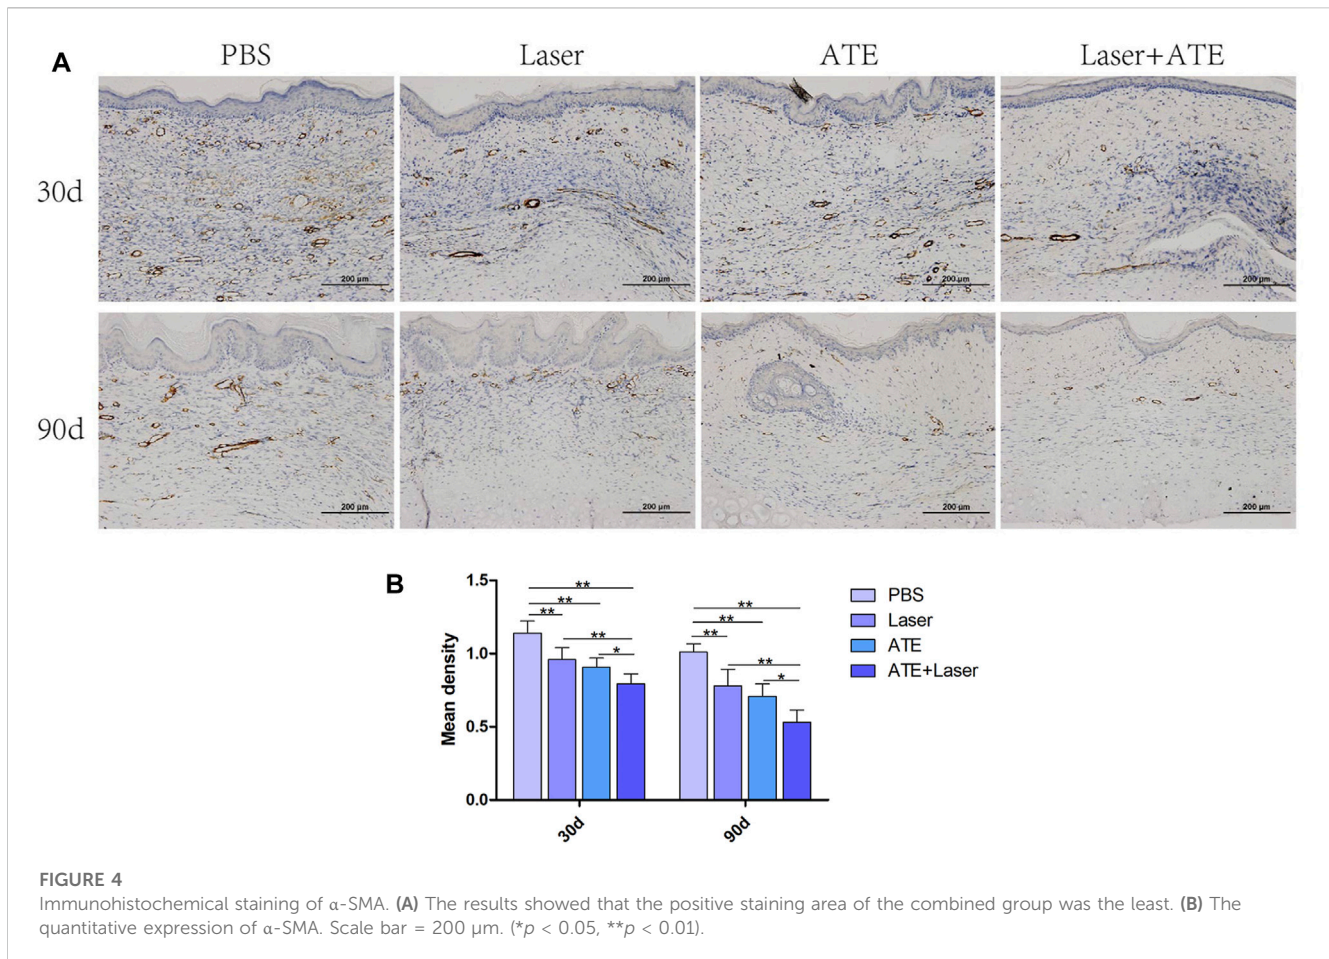 A
PBS
Laser
ATE
Laser+ATE
30d
200 μm
200 μm
200 μm
200 μm
90d
200 μm
200 μm
200 μm
200 μm
B
Mean density
1.5
1.0
0.5
0.0
**
**
**
**
*
**
**
**
**
*
30d
90d
PBS
Laser
ATE
ATE+Laser
FIGURE 4
Immunohistochemical staining of α-SMA. (A) The results showed that the positive staining area of the combined group was the least. (B) The
quantitative expression of α-SMA. Scale bar = 200 μm. (*p < 0.05, **p < 0.01).